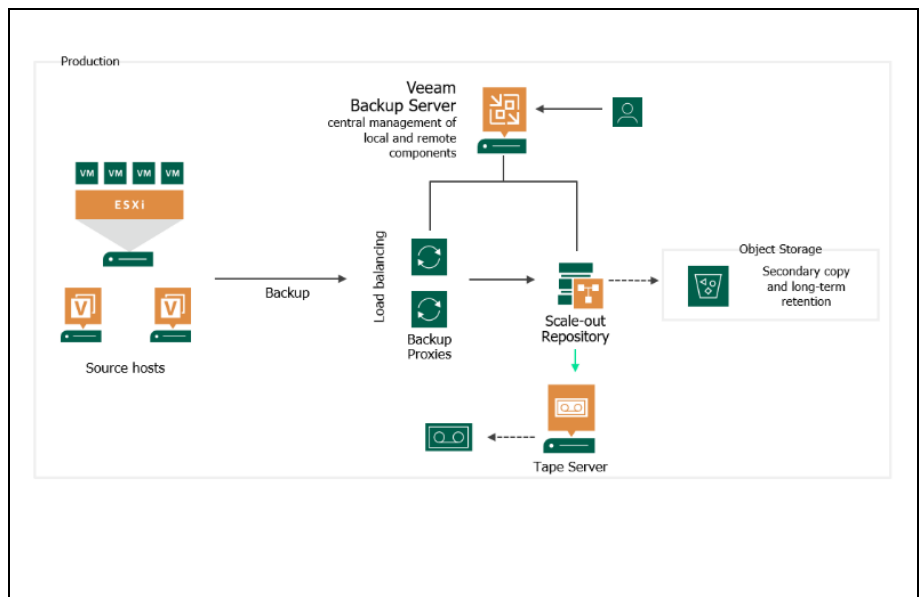 Production
Veeam
Backup Server
central management of
local and remote
components
VM VM VM VM
ESXi
Load balancing
Object Storage
Secondary copy
and long-term
retention
Backup
Backup
Proxies
Scale-out
Repository
V V
Source hosts
Tape Server